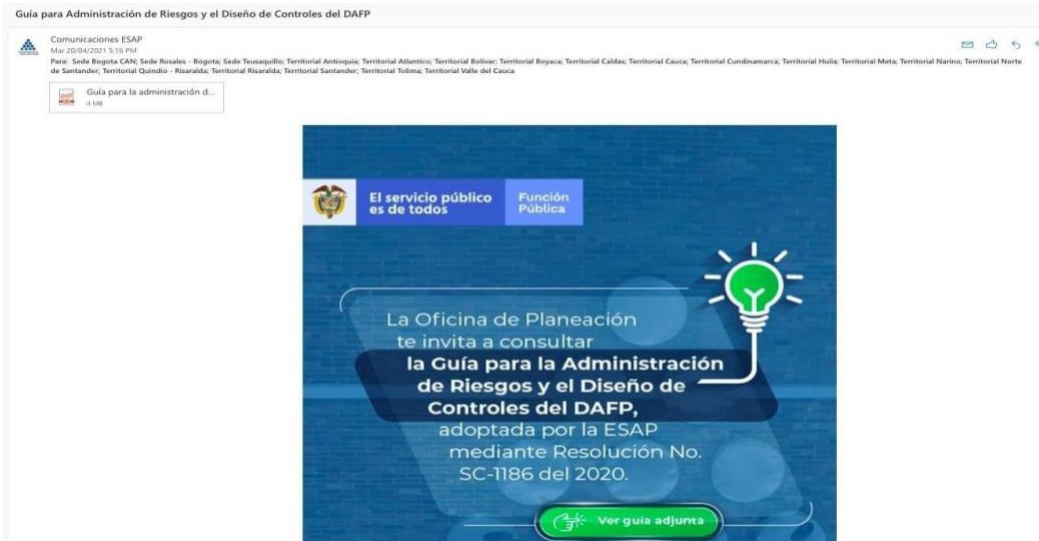 Guía para Administración de Riesgos y el Diseño de Controles del DAFP
Comunicaciones ESAP
Mar 20/04/2021 5:16 PM
Para: Sede Bogota CAN; Sede Rosales - Bogota; Sede Teusaquillo; Territorial Antioquia; Territorial Atlantico; Territorial Bolivar; Territorial Boyaca; Territorial Caldas; Territorial Cauca; Territorial Cundinamarca; Territorial Huila; Territorial Meta; Territorial Narino; Territorial Norte
de Santander; Territorial Quindio - Risaralda; Territorial Risaralda; Territorial Santander; Territorial Tolima; Territorial Valle del Cauca
Guía para la administración d...
4 MB
El servicio público
es de todos
Función
Pública
La Oficina de Planeación
te invita a consultar
la Guía para la Administración
de Riesgos y el Diseño de
Controles del DAFP,
adoptada por la ESAP
mediante Resolución No.
SC-1186 del 2020.
Ver guía adjunta